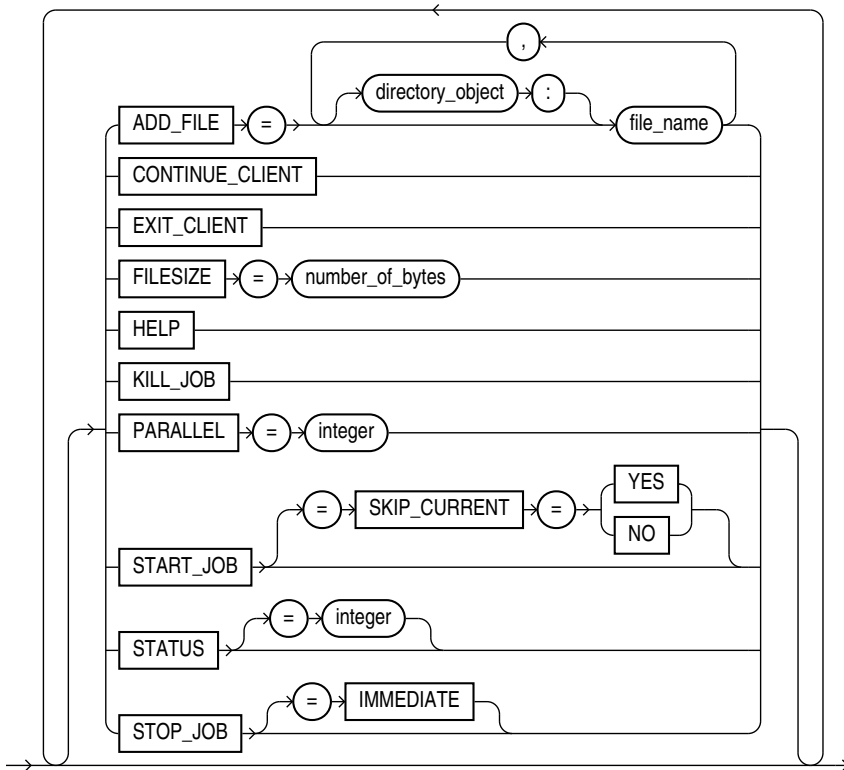 ,
directory_object :
ADD_FILE = file_name
CONTINUE_CLIENT
EXIT_CLIENT
FILESIZE = number_of_bytes
HELP
KILL_JOB
PARALLEL = integer
YES
= SKIP_CURRENT =
NO
START_JOB
= integer
STATUS
= IMMEDIATE
STOP_JOB